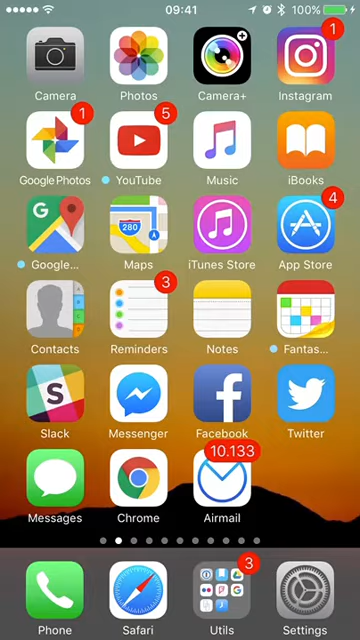 09:41 100%
1
Camera Photos Camera+ Instagram
1 5
Google Photos YouTube Music iBooks
G 280 4
Google... Maps iTunes Store App Store
3
Contacts Reminders Notes Fantas...
S f
Slack Messenger Facebook Twitter
10.133
Messages Chrome Airmail
3
Phone Safari Utils Settings